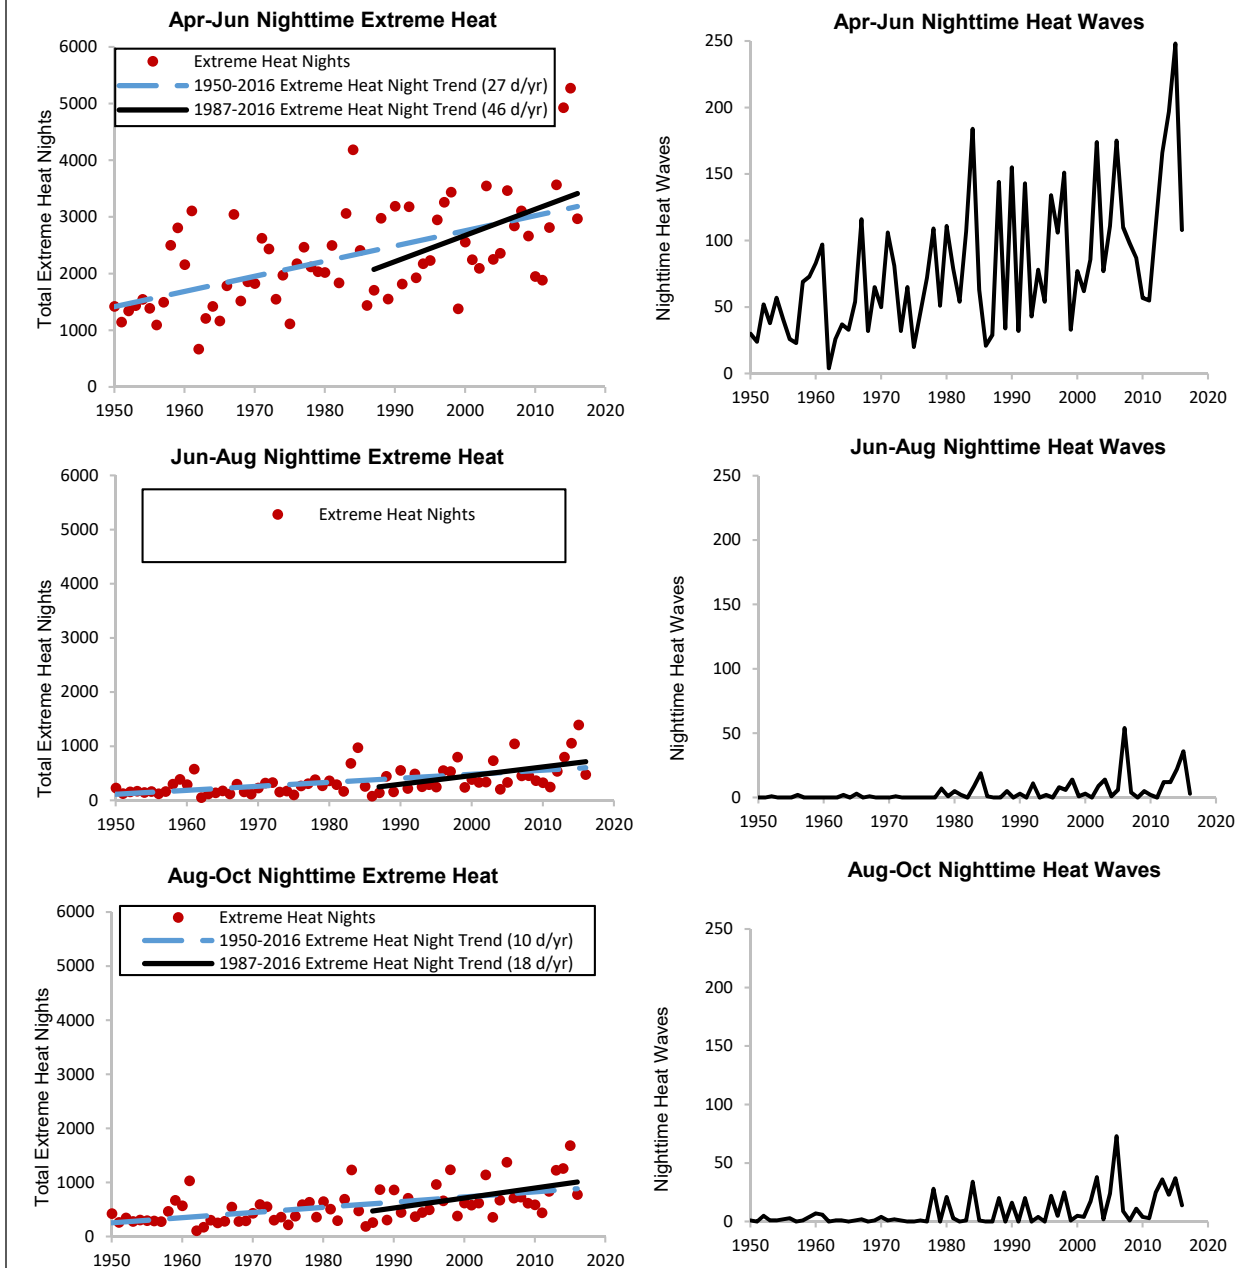 Apr-Jun Nighttime Extreme Heat
Total Extreme Heat Nights
6000
5000
4000
3000
2000
1000
0
Extreme Heat Nights
1950-2016 Extreme Heat Night Trend (27 d/yr)
1987-2016 Extreme Heat Night Trend (46 d/yr)
1950 1960 1970 1980 1990 2000 2010 2020
Apr-Jun Nighttime Heat Waves
Nighttime Heat Waves
250
200
150
100
50
0
1950 1960 1970 1980 1990 2000 2010 2020
Jun-Aug Nighttime Extreme Heat
Total Extreme Heat Nights
6000
5000
4000
3000
2000
1000
0
Extreme Heat Nights
1950 1960 1970 1980 1990 2000 2010 2020
Jun-Aug Nighttime Heat Waves
Nighttime Heat Waves
250
200
150
100
50
0
1950 1960 1970 1980 1990 2000 2010 2020
Aug-Oct Nighttime Extreme Heat
Total Extreme Heat Nights
6000
5000
4000
3000
2000
1000
0
Extreme Heat Nights
1950-2016 Extreme Heat Night Trend (10 d/yr)
1987-2016 Extreme Heat Night Trend (18 d/yr)
1950 1960 1970 1980 1990 2000 2010 2020
Aug-Oct Nighttime Heat Waves
Nighttime Heat Waves
250
200
150
100
50
0
1950 1960 1970 1980 1990 2000 2010 2020